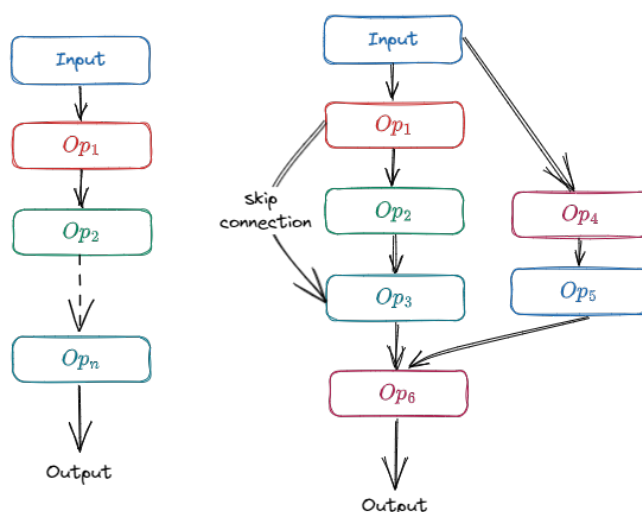 Input
Op₁
Op₂
Opₙ
Output
Input
Op₁
skip
connection
Op₂
Op₃
Op₄
Op₅
Op₆
Output